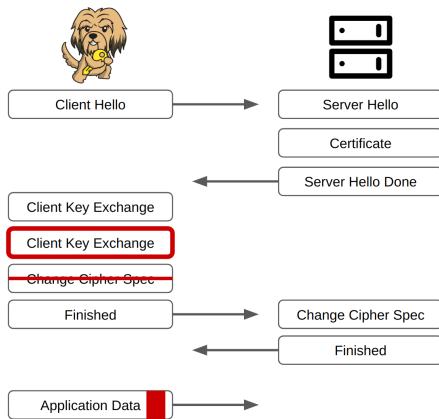 Client Hello
Server Hello
Certificate
Server Hello Done
Client Key Exchange
Client Key Exchange
Change Cipher Spec
Finished
Change Cipher Spec
Finished
Application Data